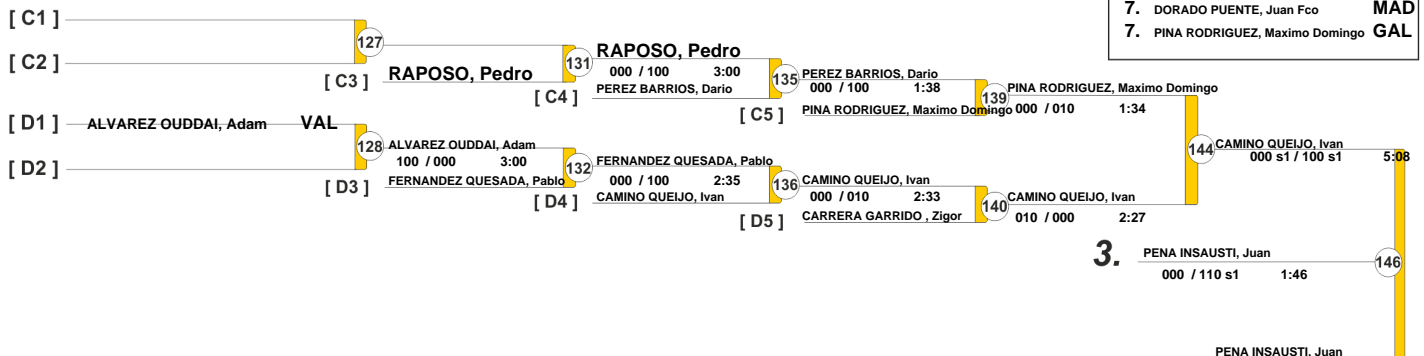 7. DORADO PUENTE, Juan Fco MAD
7. PINA RODRIGUEZ, Maximo Domingo GAL
[ C1 ]
127
[ C2 ]
[ C3 ] RAPOSO, Pedro
131
RAPOSO, Pedro
000 / 100 3:00
[ C4 ] PEREZ BARRIOS, Dario
135
PEREZ BARRIOS, Dario
000 / 100 1:38
[ C5 ] PINA RODRIGUEZ, Maximo Domingo
139
PINA RODRIGUEZ, Maximo Domingo
000 / 010 1:34
[ D1 ] ALVAREZ OUDDAI, Adam VAL
128
[ D2 ]
ALVAREZ OUDDAI, Adam
100 / 000 3:00
[ D3 ] FERNANDEZ QUESADA, Pablo
132
FERNANDEZ QUESADA, Pablo
000 / 100 2:35
[ D4 ] CAMINO QUEIJO, Ivan
136
CAMINO QUEIJO, Ivan
000 / 010 2:33
[ D5 ] CARRERA GARRIDO , Zigor
140
CAMINO QUEIJO, Ivan
010 / 000 2:27
144
CAMINO QUEIJO, Ivan
000 s1 / 100 s1 5:08
3. PENA INSAUSTI, Juan
000 / 110 s1 1:46
146
PENA INSAUSTI, Juan